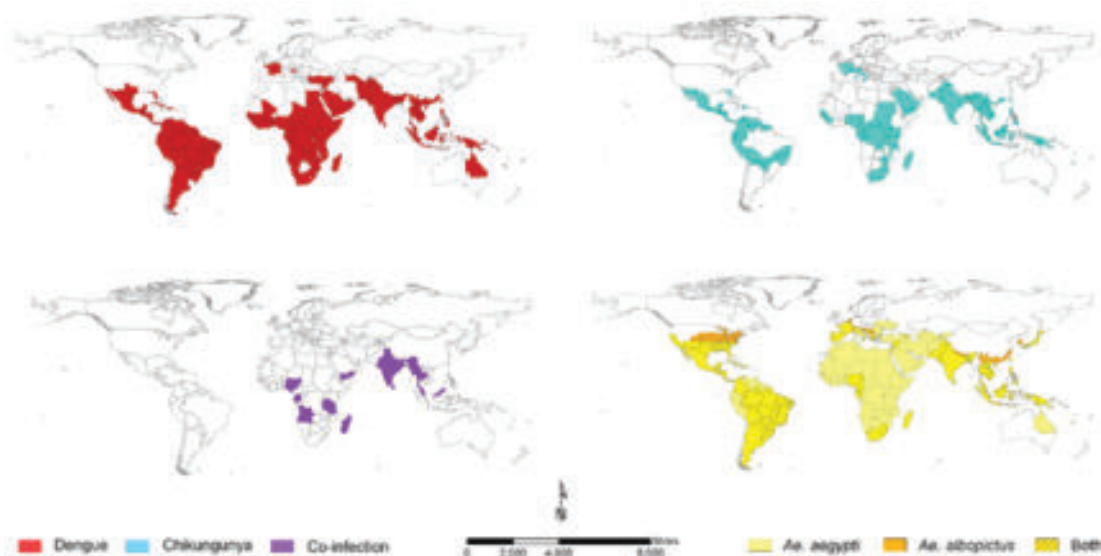 N
Dengue
Chikungunya
Co-infection
Ae. aegypti
Ae. albopictus
Both